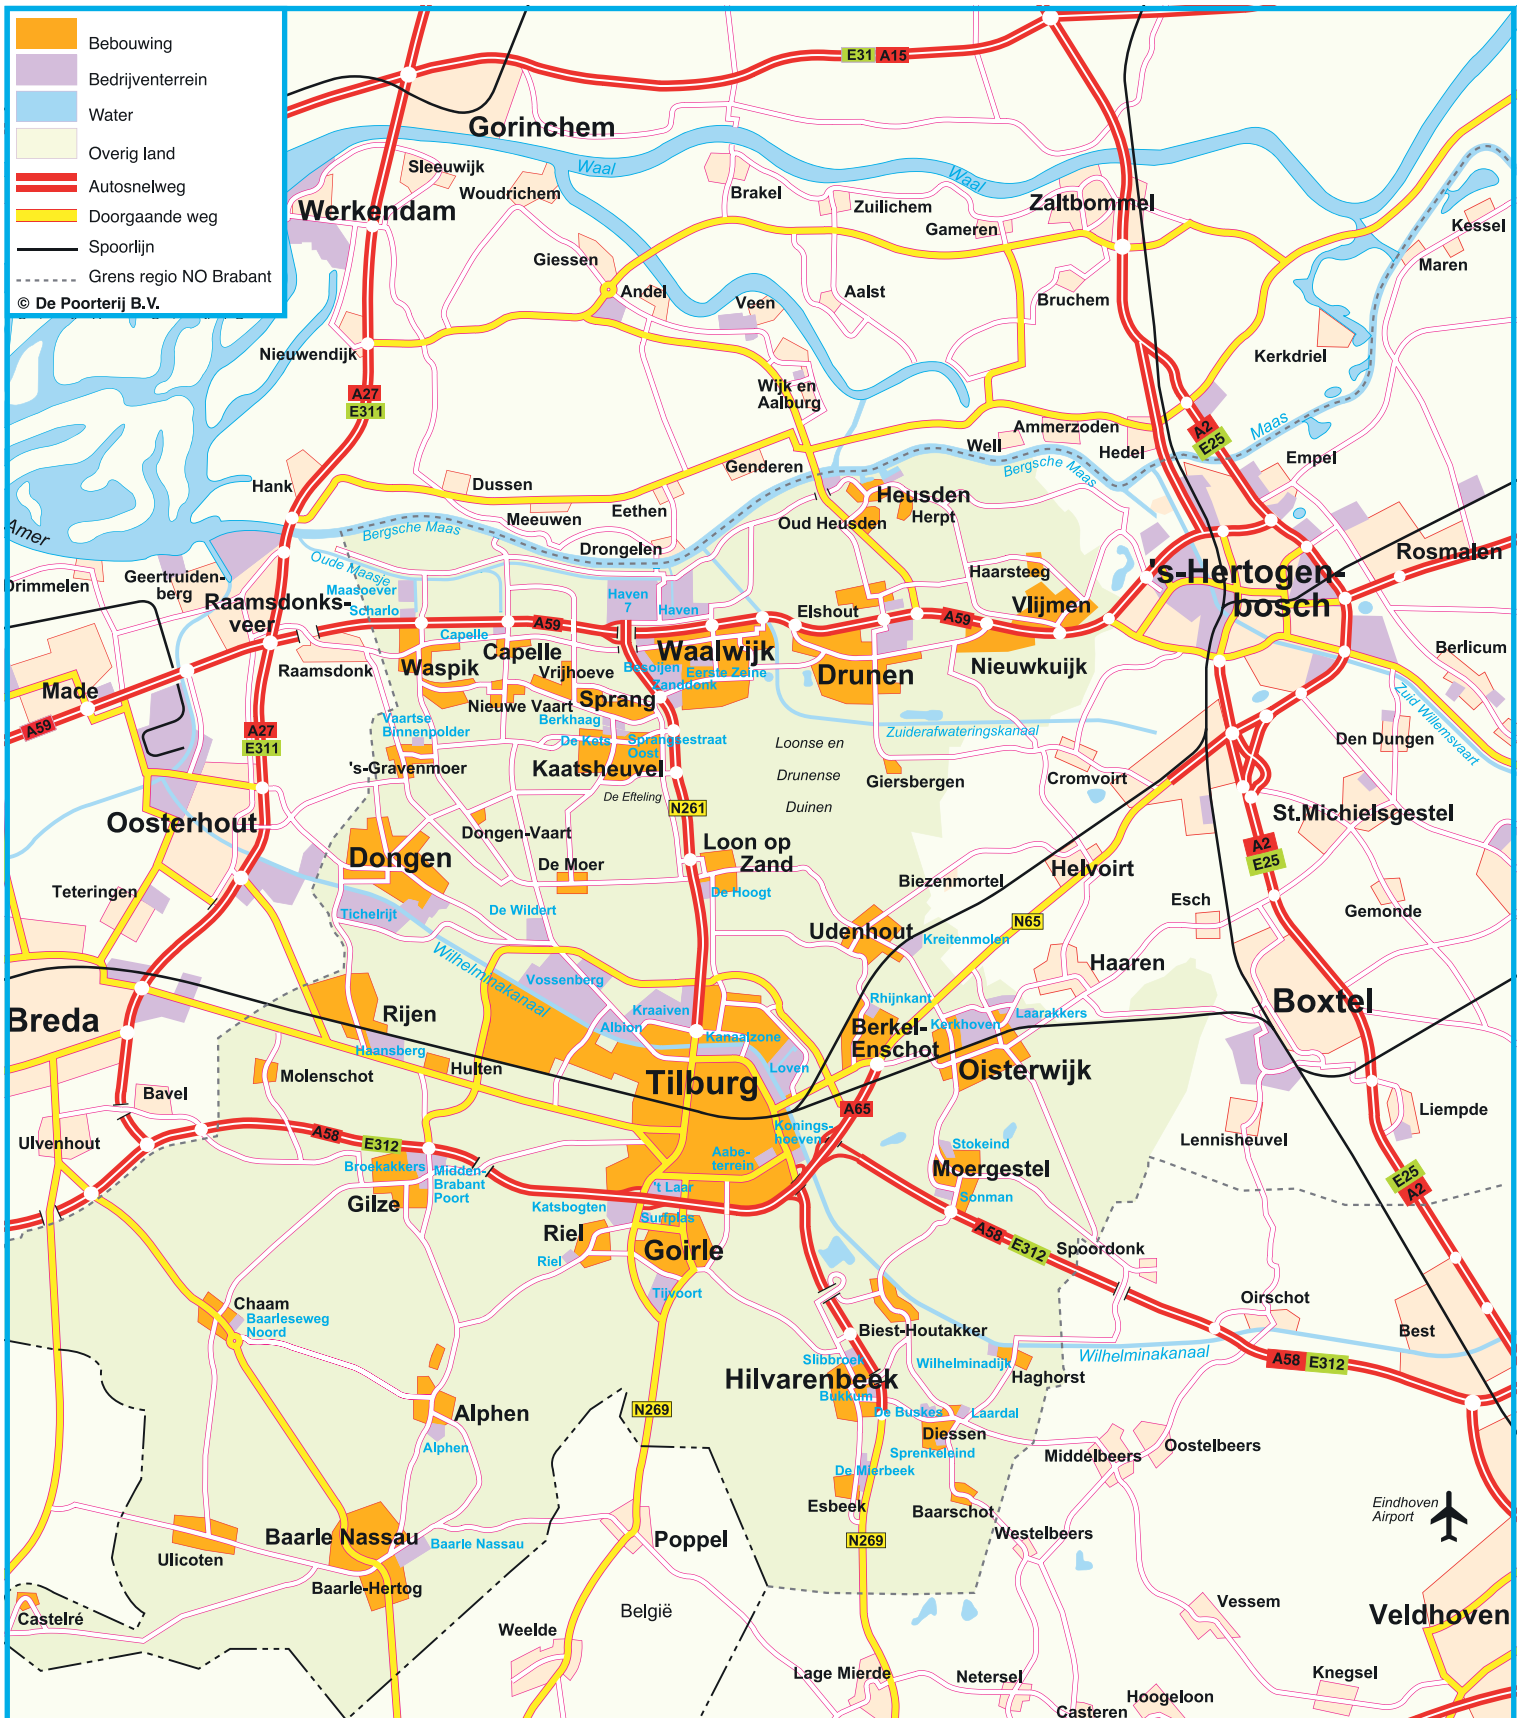 Bebouwing
Bedrijventerrein
Water
Overig land
Autosnelweg
Doorgaande weg
Spoorlijn
Grens regio NO Brabant
© De Poorterij B.V.
E31 A15
Gorinchem
Sleeuwijk
Woudrichem
Waal
Brakel
Waal
Zuilichem
Zaltbommel
Werkendam
Gameren
Kessel
Giessen
Maren
Andel
Veen
Aalst
Bruchem
Nieuwendijk
Kerkdriel
A27
E311
Wijk en
Aalburg
Ammerzoden
A2
E25
Maas
Well
Hedel
Genderen
Bergsche Maas
Empel
Hank
Dussen
Heusden
Meeuwen
Eethen
Oud Heusden
Herpt
Amer
Bergsche Maas
Drongelen
Rosmalen
Oude Maasje
Drimmelen
Geertruiden-
berg
Maasoever
Scharlo
Haarsteeg
's-Hertogen-
bosch
Raamsdonks-
veer
Haven
7
Haven
Elshout
Vlijmen
A59
A59
Capelle
Capelle
Waalwijk
Raamsdonk
Waspik
Vrijhoeve
Besoijen
Eerste Zeine
Zanddonk
Drunen
Nieuwkuijk
Berlicum
Made
Nieuwe Vaart
Sprang
Zuid Willemsvaart
A59
A27
E311
Vaartse
Binnenpolder
Berkhaag
De Kets
Sprangsestraat
Oost
Zuiderafwateringskanaal
Den Dungen
's-Gravenmoer
Kaatsheuvel
Loonse en
Drunense
Duinen
Giersbergen
Cromvoirt
De Efteling
N261
Oosterhout
Dongen-Vaart
St.Michielsgestel
Dongen
De Moer
Loon op
Zand
A2
E25
Helvoirt
Teteringen
De Hoogt
Biezenmortel
Esch
Gemonde
Tichelrijt
De Wildert
N65
Udenhout
Kreitenmolen
Wilhelminakanaal
Haaren
Vossenberg
Breda
Rijen
Kraaiven
Rhijnkant
Boxtel
Albion
Kanaalzone
Berkel-
Enschot
Kerkhoven
Laarakkers
Haansberg
Hulten
Loven
Oisterwijk
Molenschot
Tilburg
Bavel
A65
Liempde
Ulvenhout
A58 E312
Konings-
hoeven
Lennisheuvel
Aabe-
terrein
Stokeind
Moergestel
Broekakkers
Midden-
Brabant
Poort
Gilze
't Laar
Sonman
E25
A2
Katsbogten
Surfplas
Riel
Riel
Goirle
A58 E312
Spoordonk
Tijvoort
Chaam
Baarleseweg
Noord
Oirschot
Biest-Houtakker
Best
Slibbroek
Wilhelminadijk
Wilhelminakanaal
A58 E312
Hilvarenbeek
Haghorst
Bukkum
Alphen
N269
De Buskes
Laardal
Diessen
Alphen
Sprenkeleind
Middelbeers
Oostelbeers
De Mierbeek
Esbeek
Baarschot
Eindhoven
Airport
Baarle Nassau
Baarle Nassau
Poppel
N269
Westelbeers
Ulicoten
Baarle-Hertog
Castelré
België
Vessem
Veldhoven
Weelde
Lage Mierde
Netersel
Knegsel
Hoogeloon
Casteren